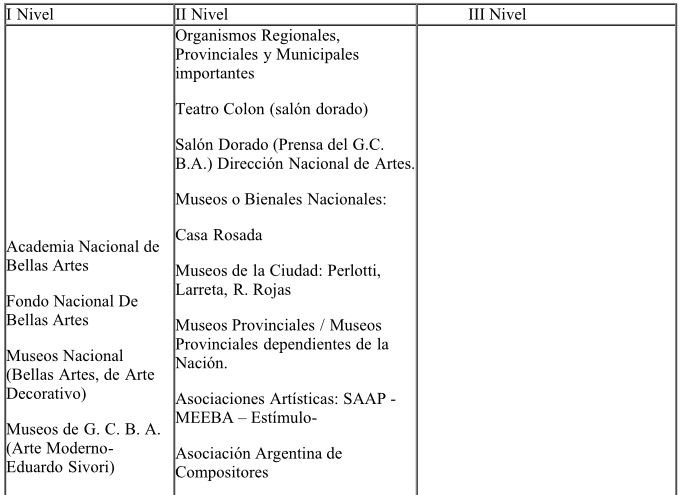 I Nivel
II Nivel
III Nivel
Academia Nacional de
Bellas Artes
Fondo Nacional De
Bellas Artes
Museos Nacional
(Bellas Artes, de Arte
Decorativo)
Museos de G. C. B. A.
(Arte Moderno-
Eduardo Sivori)
Organismos Regionales,
Provinciales y Municipales
importantes
Teatro Colon (salón dorado)
Salón Dorado (Prensa del G.C.
B.A.) Dirección Nacional de Artes.
Museos o Bienales Nacionales:
Casa Rosada
Museos de la Ciudad: Perlotti,
Larreta, R. Rojas
Museos Provinciales / Museos
Provinciales dependientes de la
Nación.
Asociaciones Artísticas: SAAP -
MEEBA – Estímulo-
Asociación Argentina de
Compositores